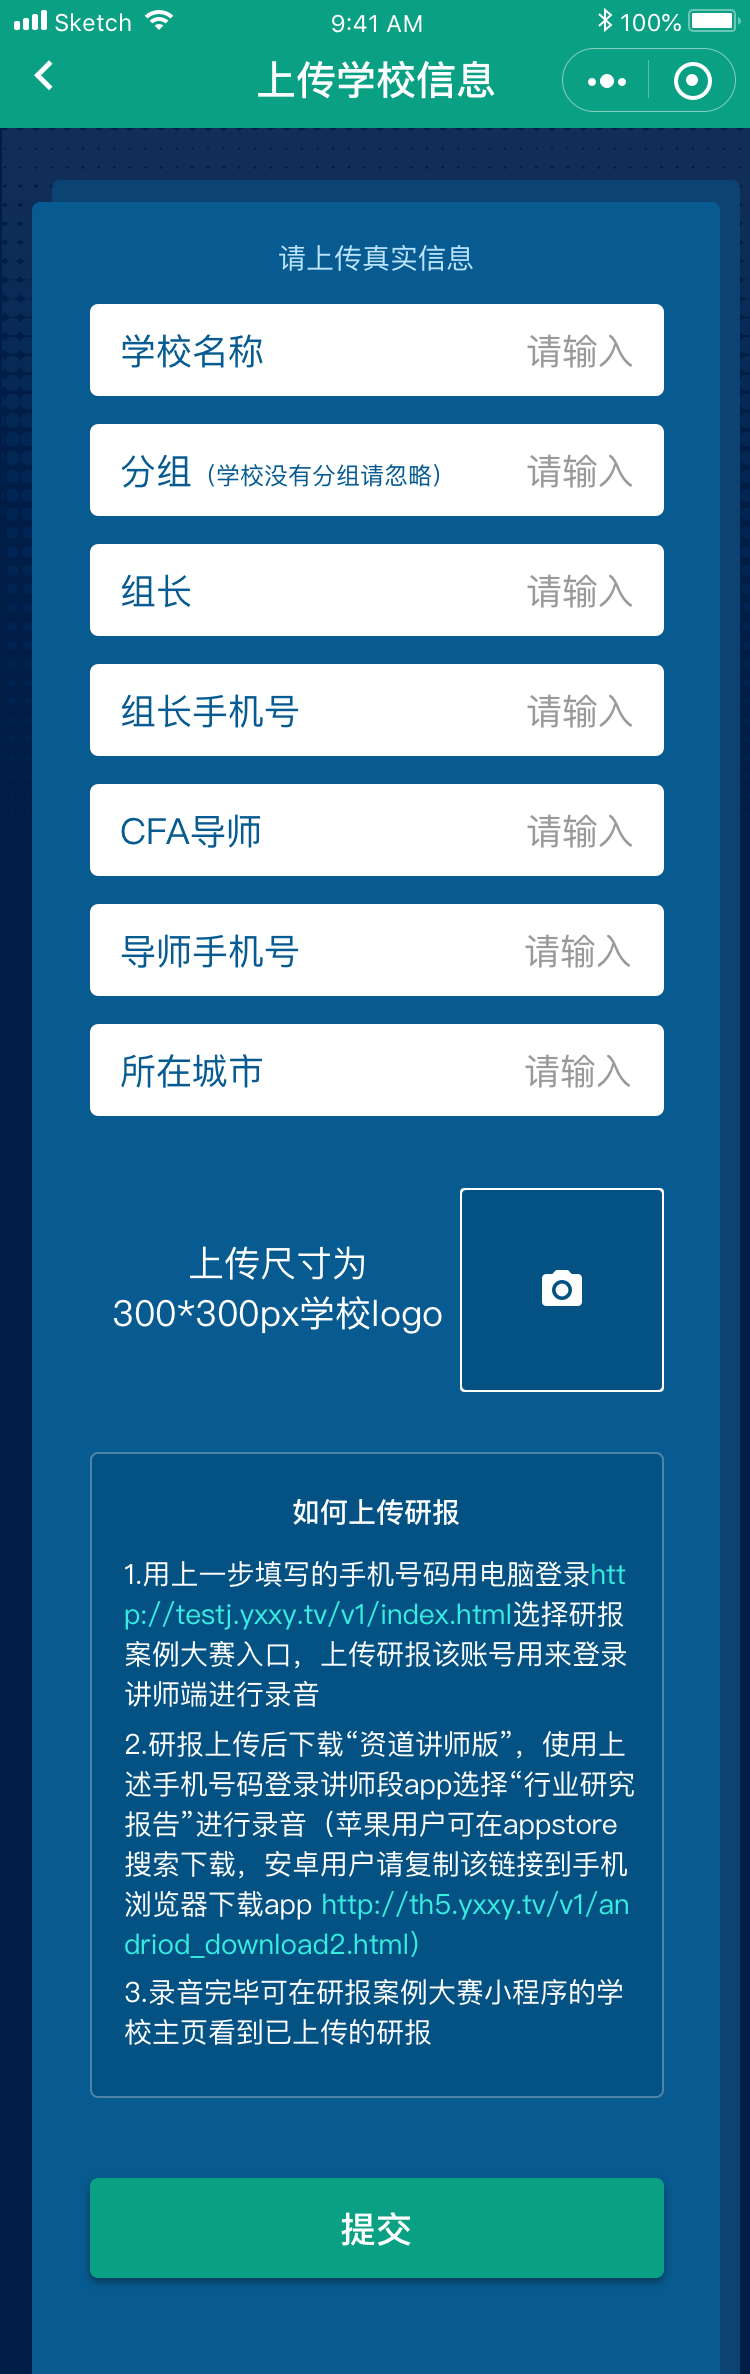 Sketch 9:41 AM 100%
上传学校信息
请上传真实信息
学校名称 请输入
分组（学校没有分组请忽略） 请输入
组长 请输入
组长手机号 请输入
CFA导师 请输入
导师手机号 请输入
所在城市 请输入
上传尺寸为
300*300px学校logo
如何上传研报
1.用上一步填写的手机号码用电脑登录htt
p://testj.yxxy.tv/v1/index.html选择研报
案例大赛入口，上传研报该账号用来登录
讲师端进行录音
2.研报上传后下载“资道讲师版”，使用上
述手机号码登录讲师段app选择“行业研究
报告”进行录音（苹果用户可在appstore
搜索下载，安卓用户请复制该链接到手机
浏览器下载app http://th5.yxxy.tv/v1/an
driod_download2.html)
3.录音完毕可在研报案例大赛小程序的学
校主页看到已上传的研报
提交